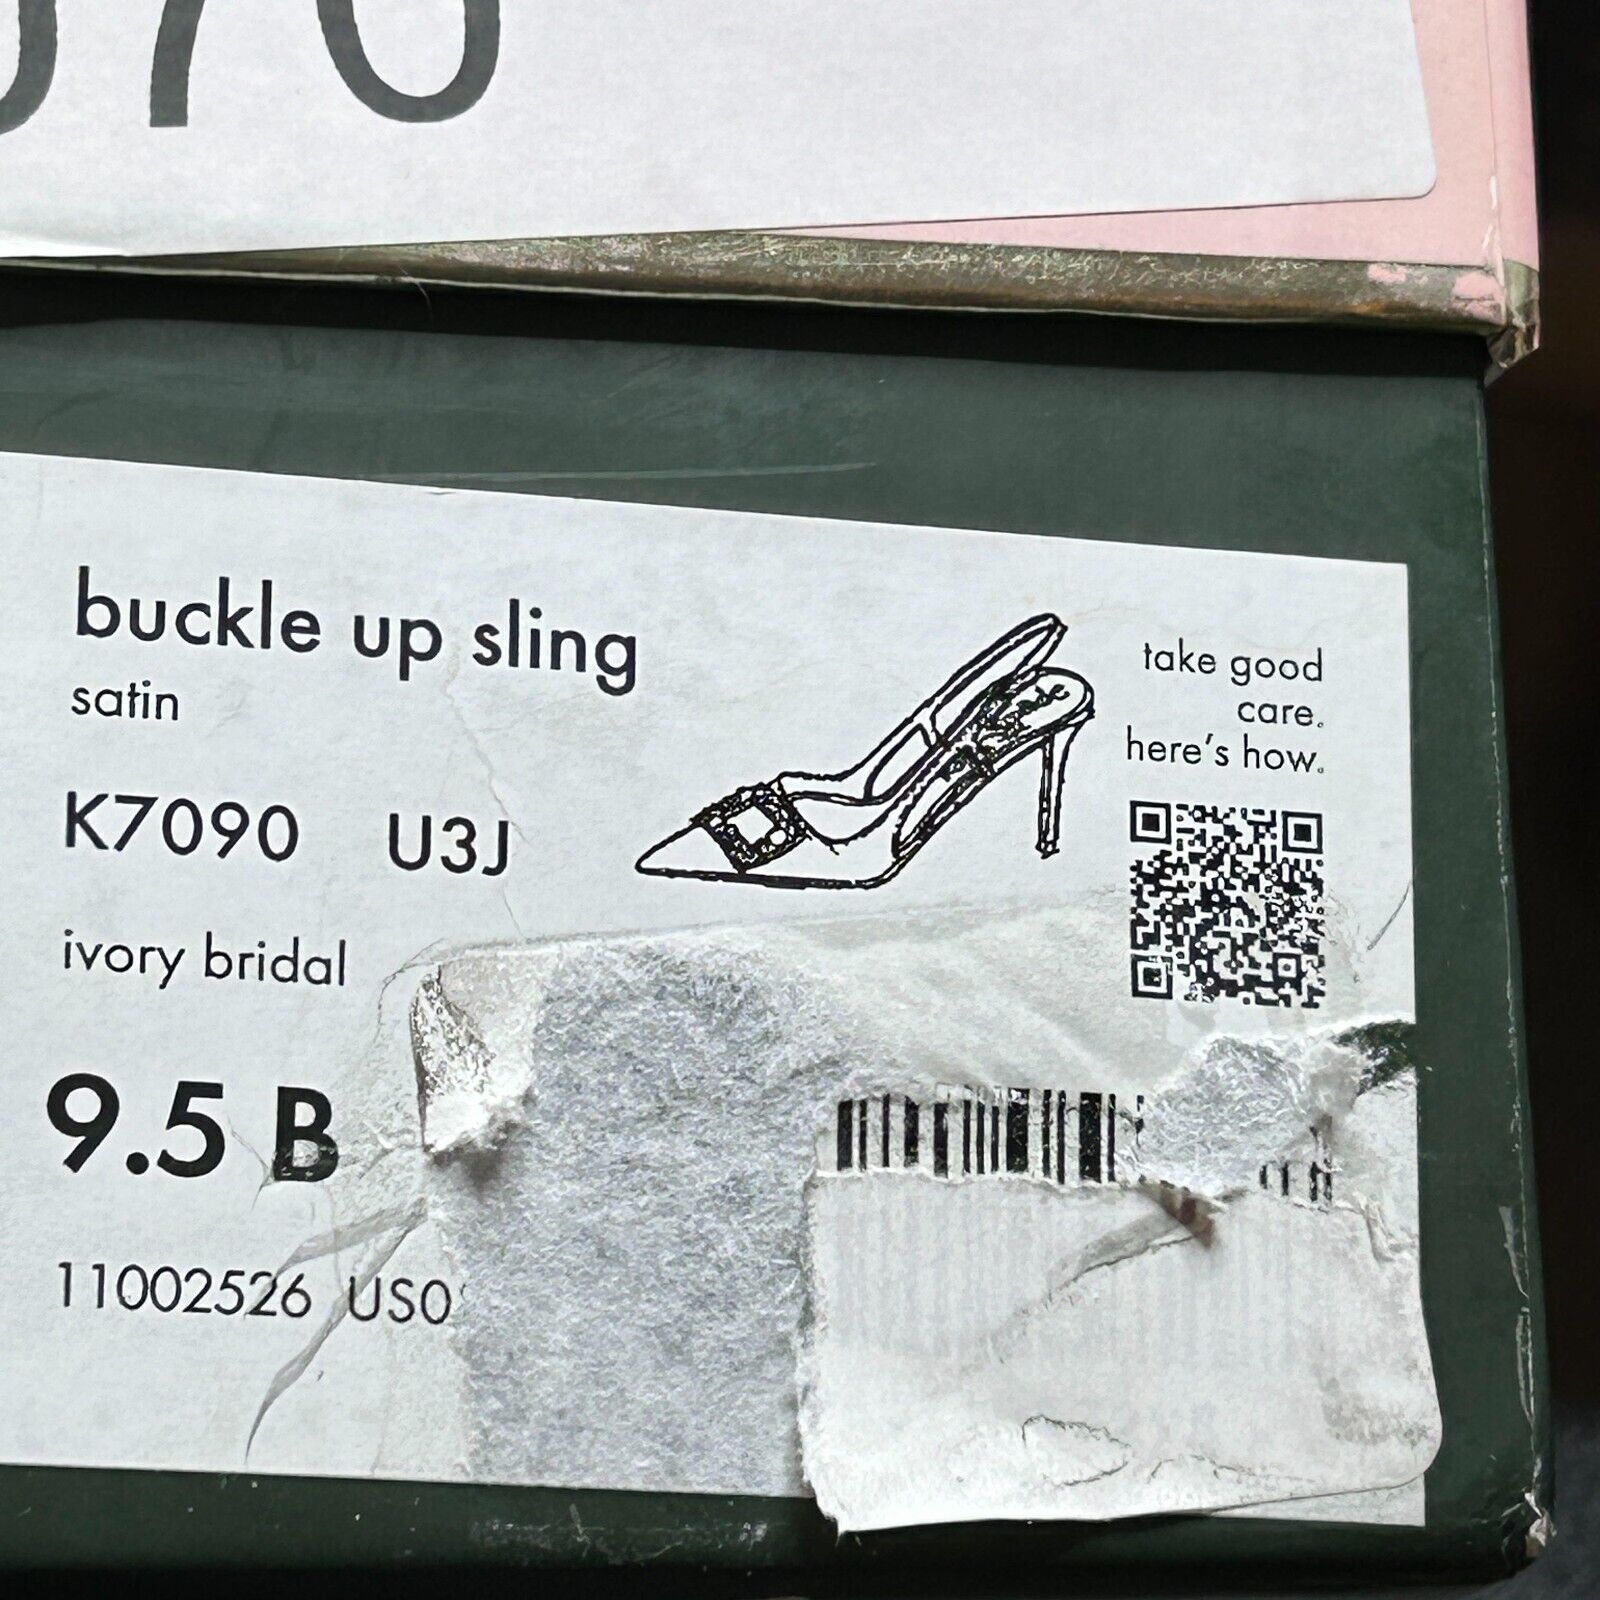 buckle up sling
satin
take good
care.
here's how.
K7090 U3J
ivory bridal
9.5 B
11002526 US0